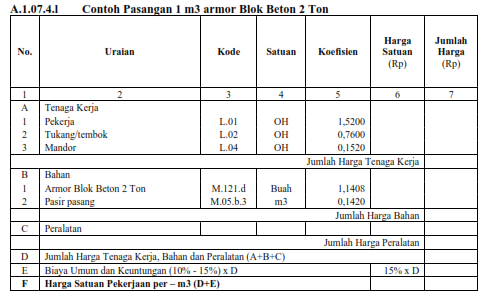 A.1.07.4.l Contoh Pasangan 1 m3 armor Blok Beton 2 Ton
No. Uraian Kode Satuan Koefisien Harga Satuan (Rp) Jumlah Harga (Rp)
1 2 3 4 5 6 7
A Tenaga Kerja
1 Pekerja L.01 OH 1,5200
2 Tukang/tembok L.02 OH 0,7600
3 Mandor L.04 OH 0,1520
Jumlah Harga Tenaga Kerja
B Bahan
1 Armor Blok Beton 2 Ton M.121.d Buah 1,1408
2 Pasir pasang M.05.b.3 m3 0,1420
Jumlah Harga Bahan
C Peralatan
Jumlah Harga Peralatan
D Jumlah Harga Tenaga Kerja, Bahan dan Peralatan (A+B+C)
E Biaya Umum dan Keuntungan (10% - 15%) x D 15% x D
F Harga Satuan Pekerjaan per – m3 (D+E)